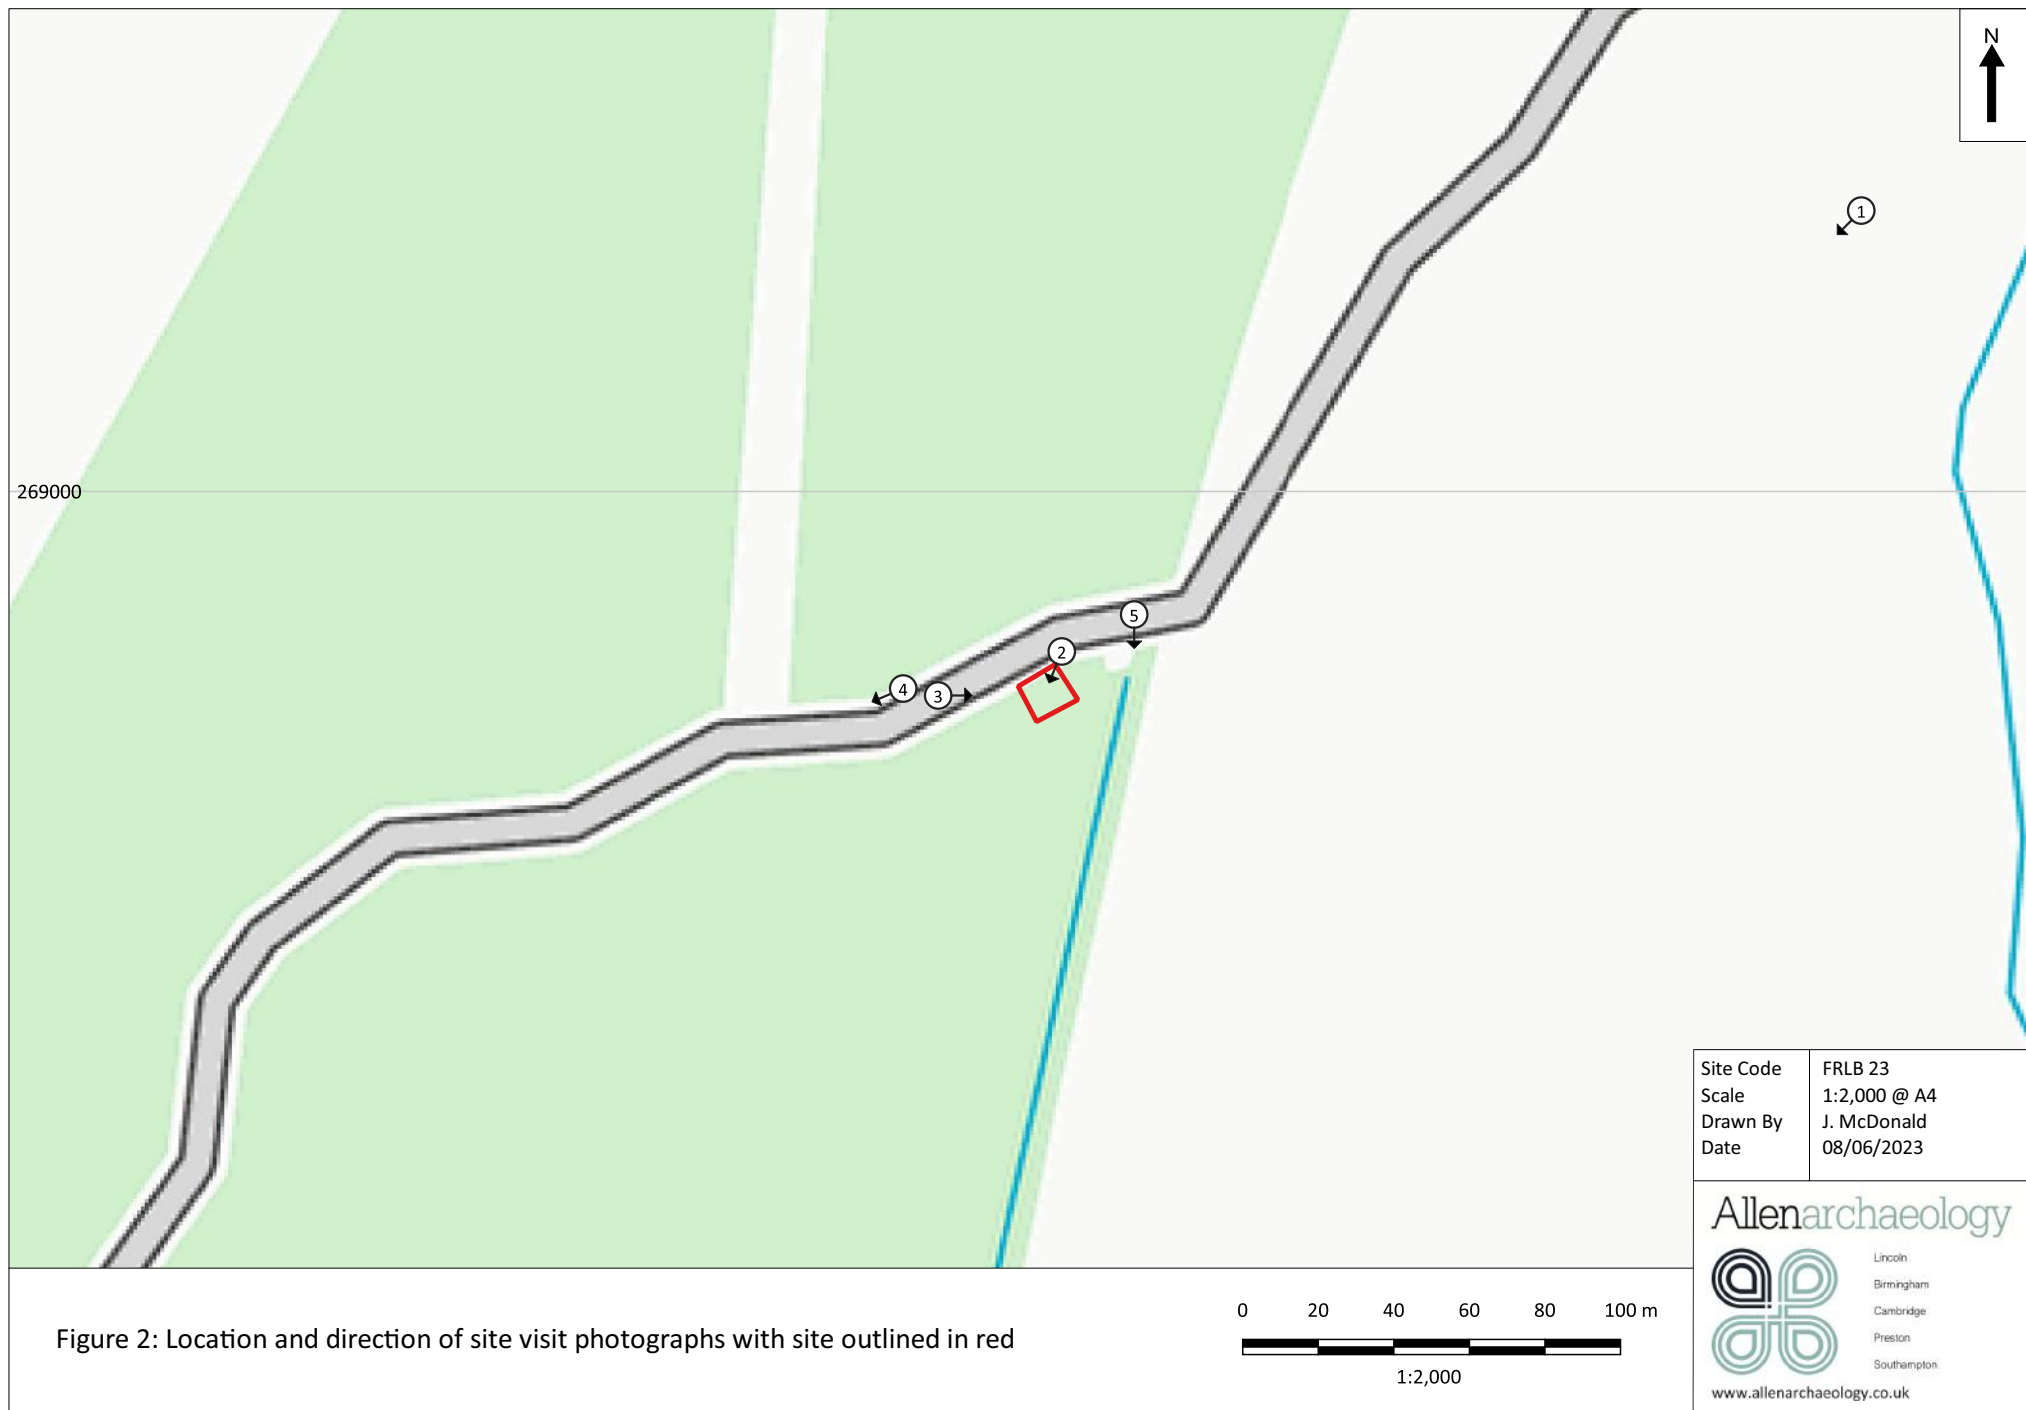 N
1
269000
5
2
4
3
Site Code FRLB 23
Scale 1:2,000 @ A4
Drawn By J. McDonald
Date 08/06/2023
Allenarchaeology
Lincoln
Birmingham
Cambridge
Preston
Southampton
www.allenarchaeology.co.uk
Figure 2: Location and direction of site visit photographs with site outlined in red
0 20 40 60 80 100 m
1:2,000